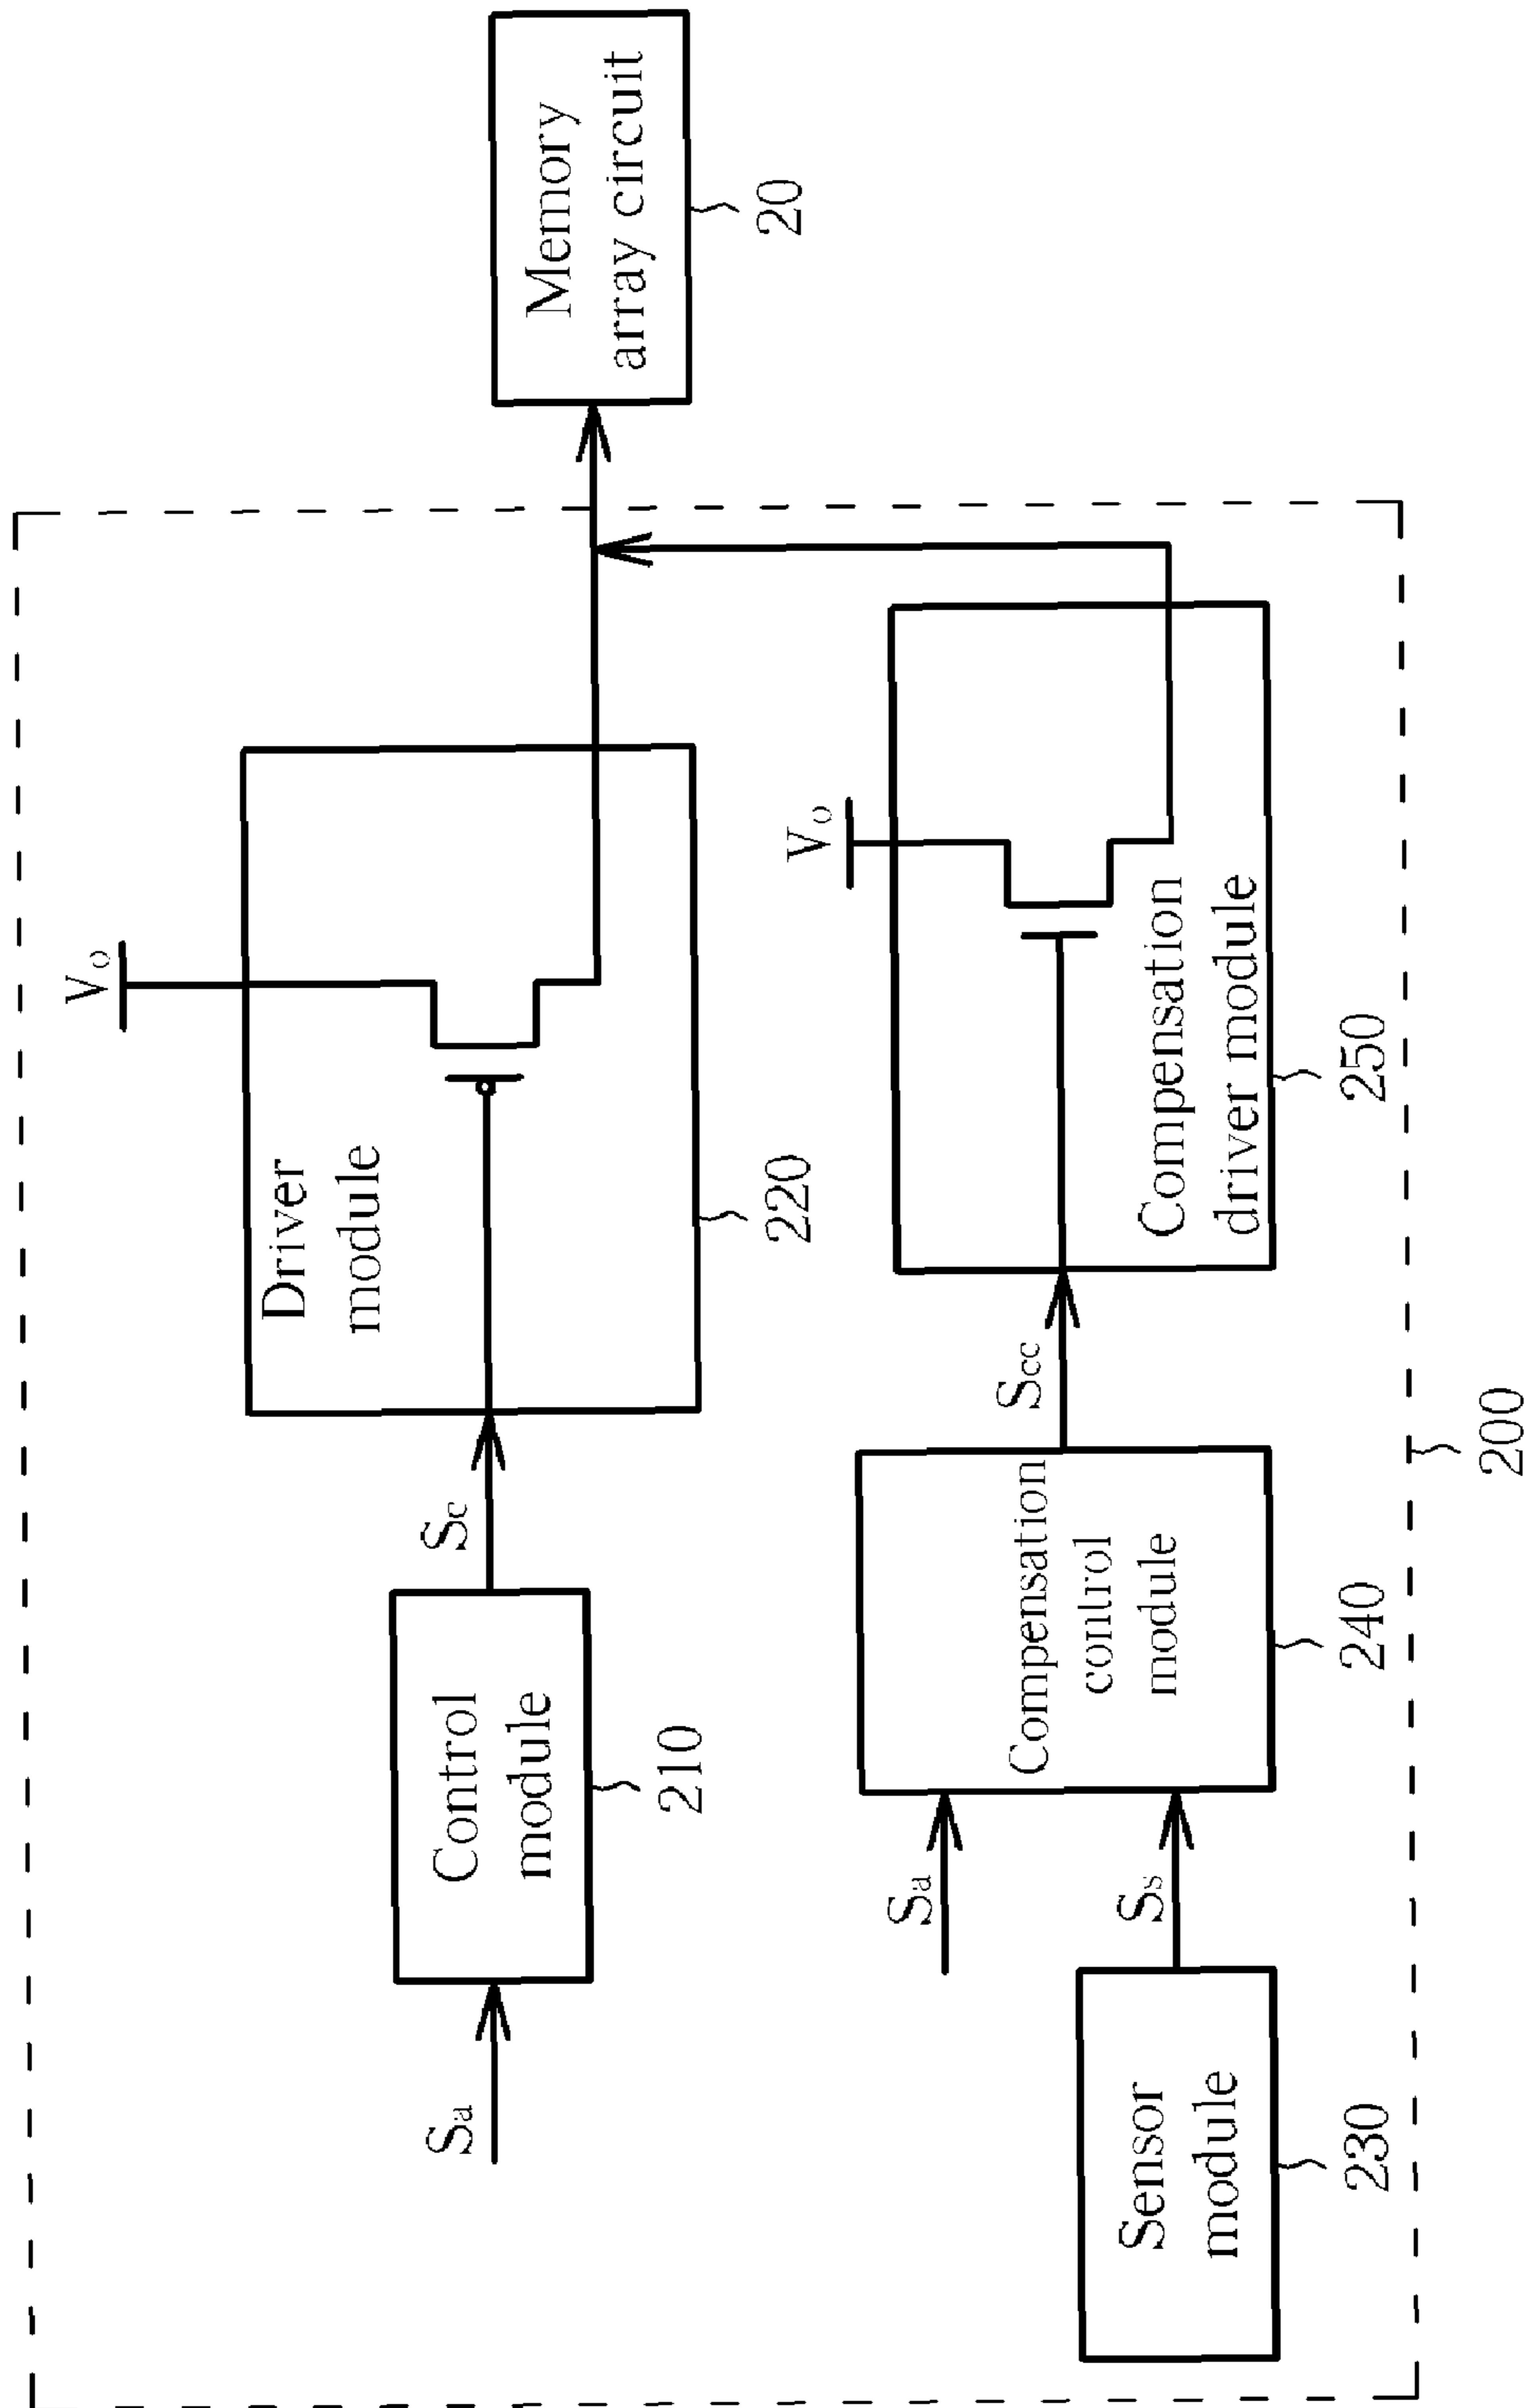 Vo
Driver
module
220
Sa
Control
module
210
Sc
Memory
array circuit
20
Vo
Sa
Sensor
module
230
Ss
Compensation
control
module
240
Scc
Compensation
driver module
250
200